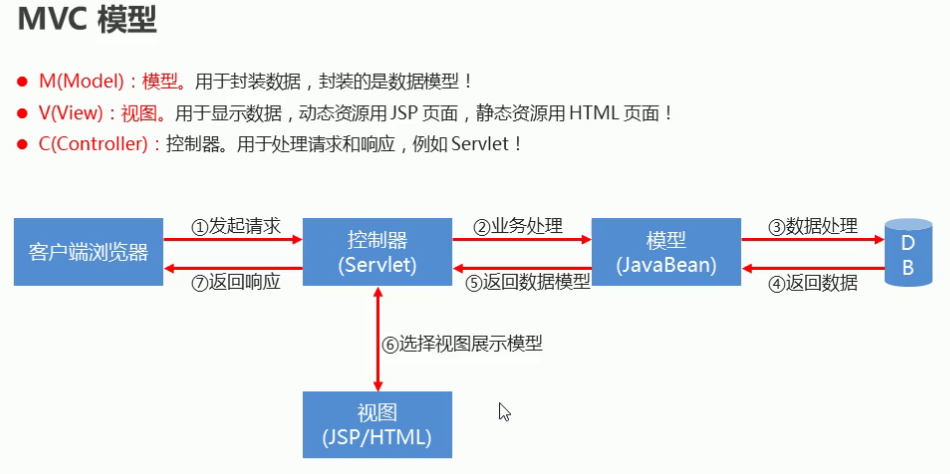 MVC 模型
M(Model)：模型。用于封装数据，封装的是数据模型！
V(View)：视图。用于显示数据，动态资源用 JSP 页面，静态资源用 HTML 页面！
C(Controller)：控制器。用于处理请求和响应，例如 Servlet！
①发起请求
②业务处理
③数据处理
客户端浏览器
控制器
(Servlet)
模型
(JavaBean)
D
B
⑦返回响应
⑤返回数据模型
④返回数据
⑥选择视图展示模型
视图
(JSP/HTML)